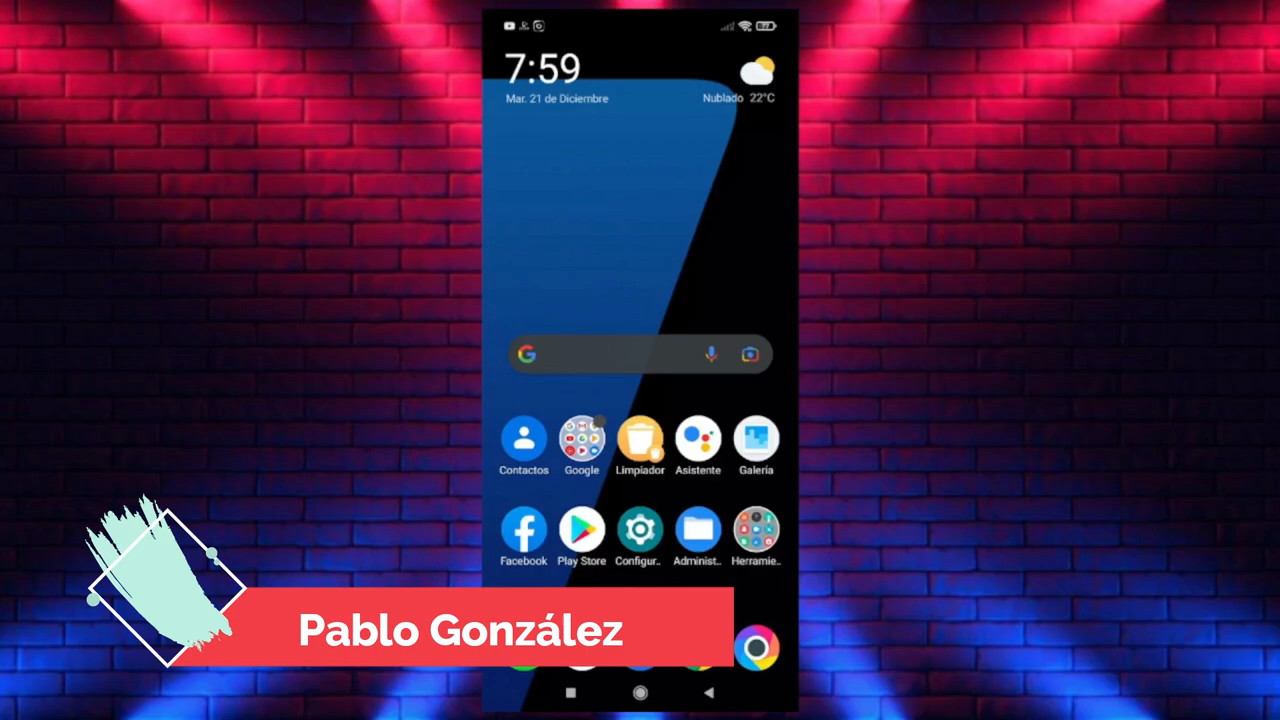 7:59
Mar. 21 de Diciembre
Nublado 22°C
77
Contactos
Google
Limpiador
Asistente
Galería
Facebook
Play Store
Configur..
Administ..
Herramie..
Pablo González